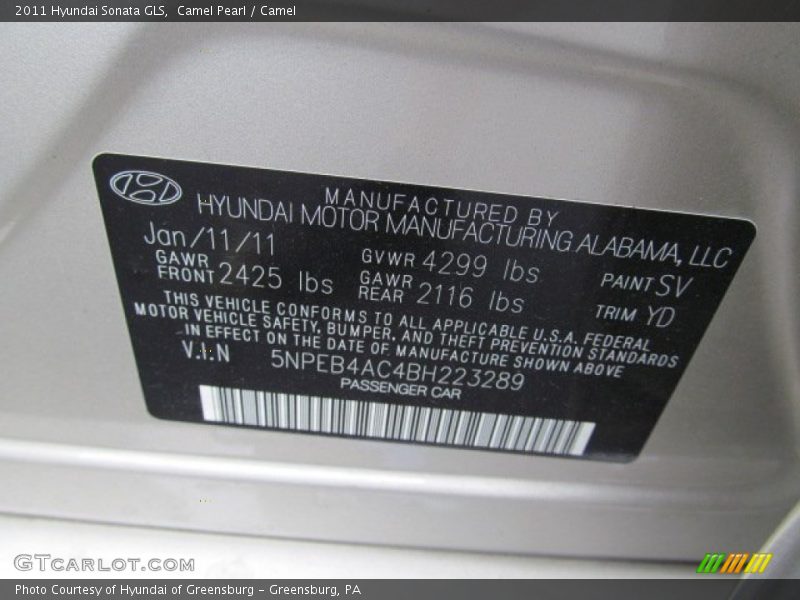 2011 Hyundai Sonata GLS, Camel Pearl / Camel
MANUFACTURED BY
HYUNDAI MOTOR MANUFACTURING ALABAMA, LLC
Jan/11/11 GVWR 4299 lbs PAINT SV
GAWR FRONT 2425 lbs GAWR REAR 2116 lbs TRIM YD
THIS VEHICLE CONFORMS TO ALL APPLICABLE U.S.A. FEDERAL
MOTOR VEHICLE SAFETY, BUMPER, AND THEFT PREVENTION STANDARDS
IN EFFECT ON THE DATE OF MANUFACTURE SHOWN ABOVE
V.I.N 5NPEB4AC4BH223289
PASSENGER CAR
GTcarlot.com
Photo Courtesy of Hyundai of Greensburg - Greensburg, PA